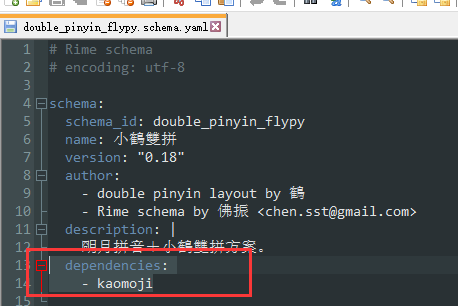 double_pinyin_flypy.schema.yaml
1 # Rime schema
2 # encoding: utf-8
3
4 schema:
5 schema_id: double_pinyin_flypy
6 name: 小鶴雙拼
7 version: "0.18"
8 author:
9 - double pinyin layout by 鶴
10 - Rime schema by 佛振 <chen.sst@gmail.com>
11 description: |
12 朙月拼音＋小鶴雙拼方案。
13 dependencies:
14 - kaomoji
15